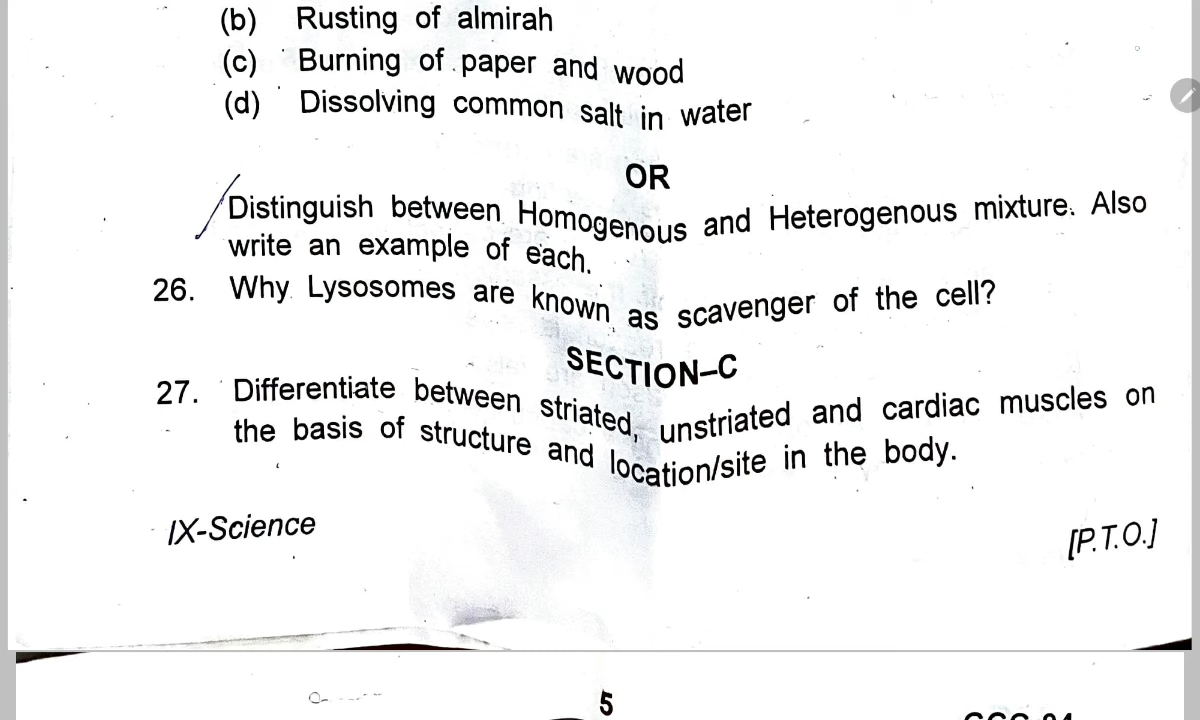 (b) Rusting of almirah
(c) Burning of paper and wood
(d) Dissolving common salt in water
OR
Distinguish between Homogenous and Heterogenous mixture. Also
write an example of each.
26. Why Lysosomes are known as scavenger of the cell?
SECTION–C
27. Differentiate between striated, unstriated and cardiac muscles on
the basis of structure and location/site in the body.
IX-Science
[P.T.O.]
5